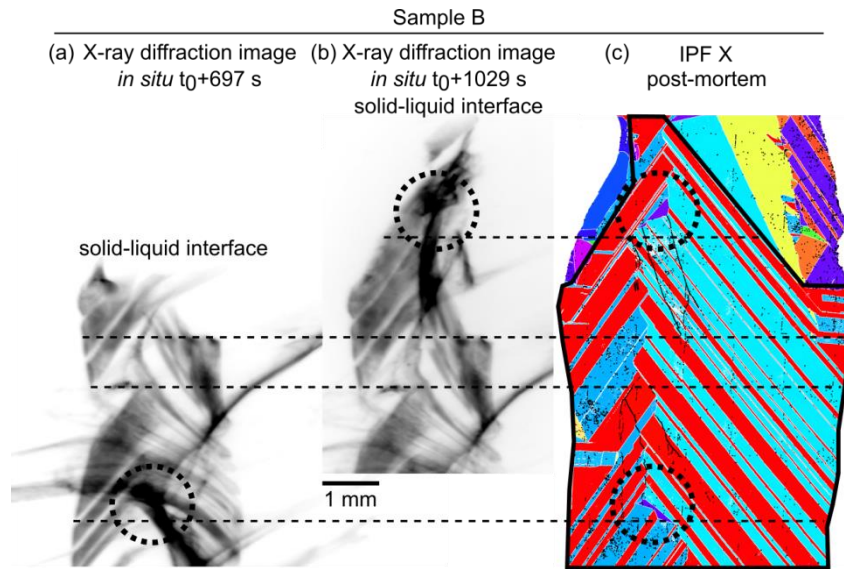 Sample B
(a) X-ray diffraction image
in situ t0+697 s
(b) X-ray diffraction image
in situ t0+1029 s
solid-liquid interface
(c) IPF X
post-mortem
solid-liquid interface
1 mm